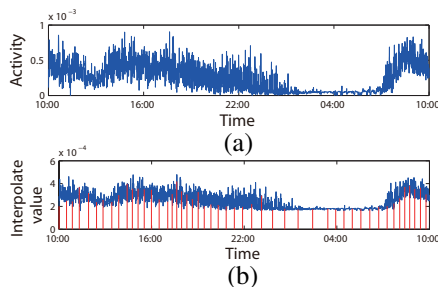 1 × 10⁻³
0.5
0
Activity
10:00 16:00 22:00 04:00 10:00
Time
(a)
6 × 10⁻⁴
4
2
0
Interpolate
value
10:00 16:00 22:00 04:00 10:00
Time
(b)